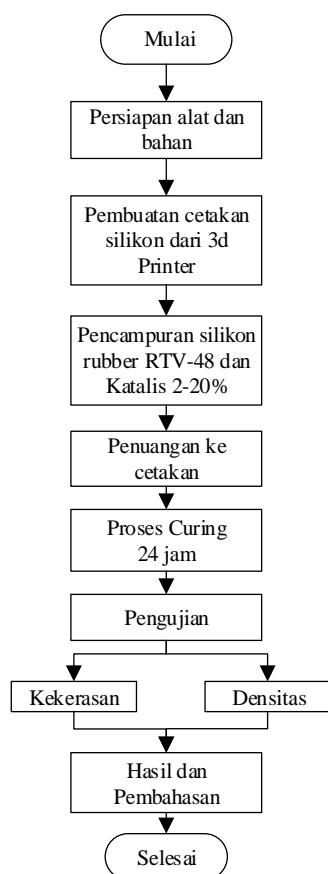 Mulai
Persiapan alat dan
bahan
Pembuatan cetakan
silikon dari 3d
Printer
Pencampuran silikon
rubber RTV-48 dan
Katalis 2-20%
Penuangan ke
cetakan
Proses Curing
24 jam
Pengujian
Kekerasan
Densitas
Hasil dan
Pembahasan
Selesai